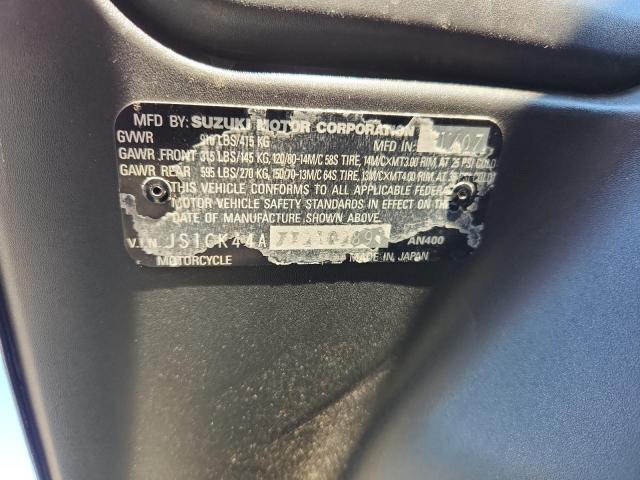 MFD BY: SUZUKI MOTOR CORPORATION
GVWR 915 LBS/415 KG MFD IN:
GAWR FRONT 315 LBS/145 KG, 120/80-14M/C 58S TIRE, 14M/CXMT3.00 RIM, AT 25 PSI COLD
GAWR REAR 595 LBS/270 KG, 150/70-13M/C 64S TIRE, 13M/CXMT4.00 RIM, AT PSI COLD
THIS VEHICLE CONFORMS TO ALL APPLICABLE FEDERAL
MOTOR VEHICLE SAFETY STANDARDS IN EFFECT ON THE
DATE OF MANUFACTURE SHOWN ABOVE.
V.I.N. JS1CK44A AN400
MOTORCYCLE MADE IN JAPAN